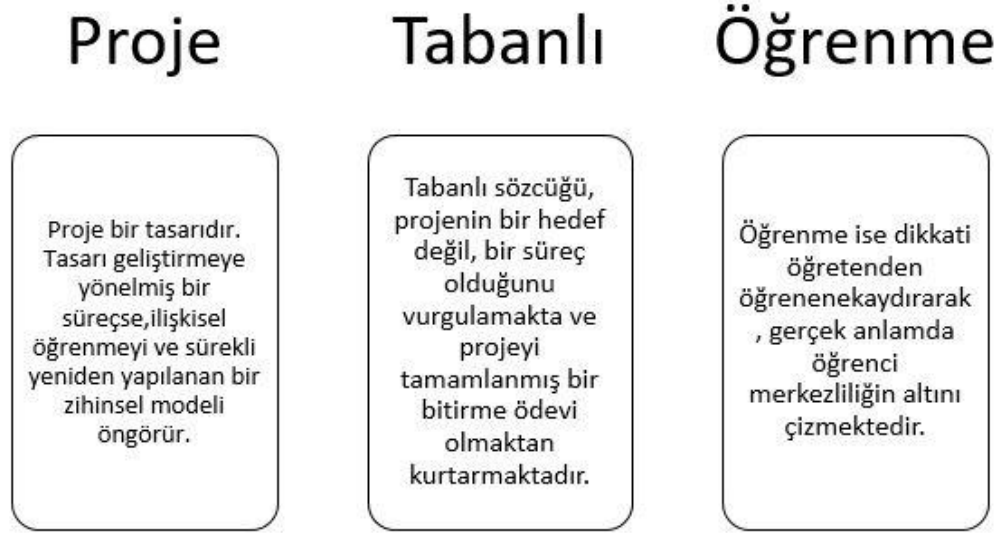 Proje
Tabanlı
Öğrenme
Proje bir tasarıdır.
Tasarı geliştirmeye
yönelmiş bir
süreçse,ilişkisel
öğrenmeyi ve sürekli
yeniden yapılanan bir
zihinsel modeli
öngörür.
Tabanlı sözcüğü,
projenin bir hedef
değil, bir süreç
olduğunu
vurgulamakta ve
projeyi
tamamlanmış bir
bitirme ödevi
olmaktan
kurtarmaktadır.
Öğrenme ise dikkati
öğretenden
öğrenenekaydırarak
, gerçek anlamda
öğrenci
merkezliliğin altını
çizmektedir.